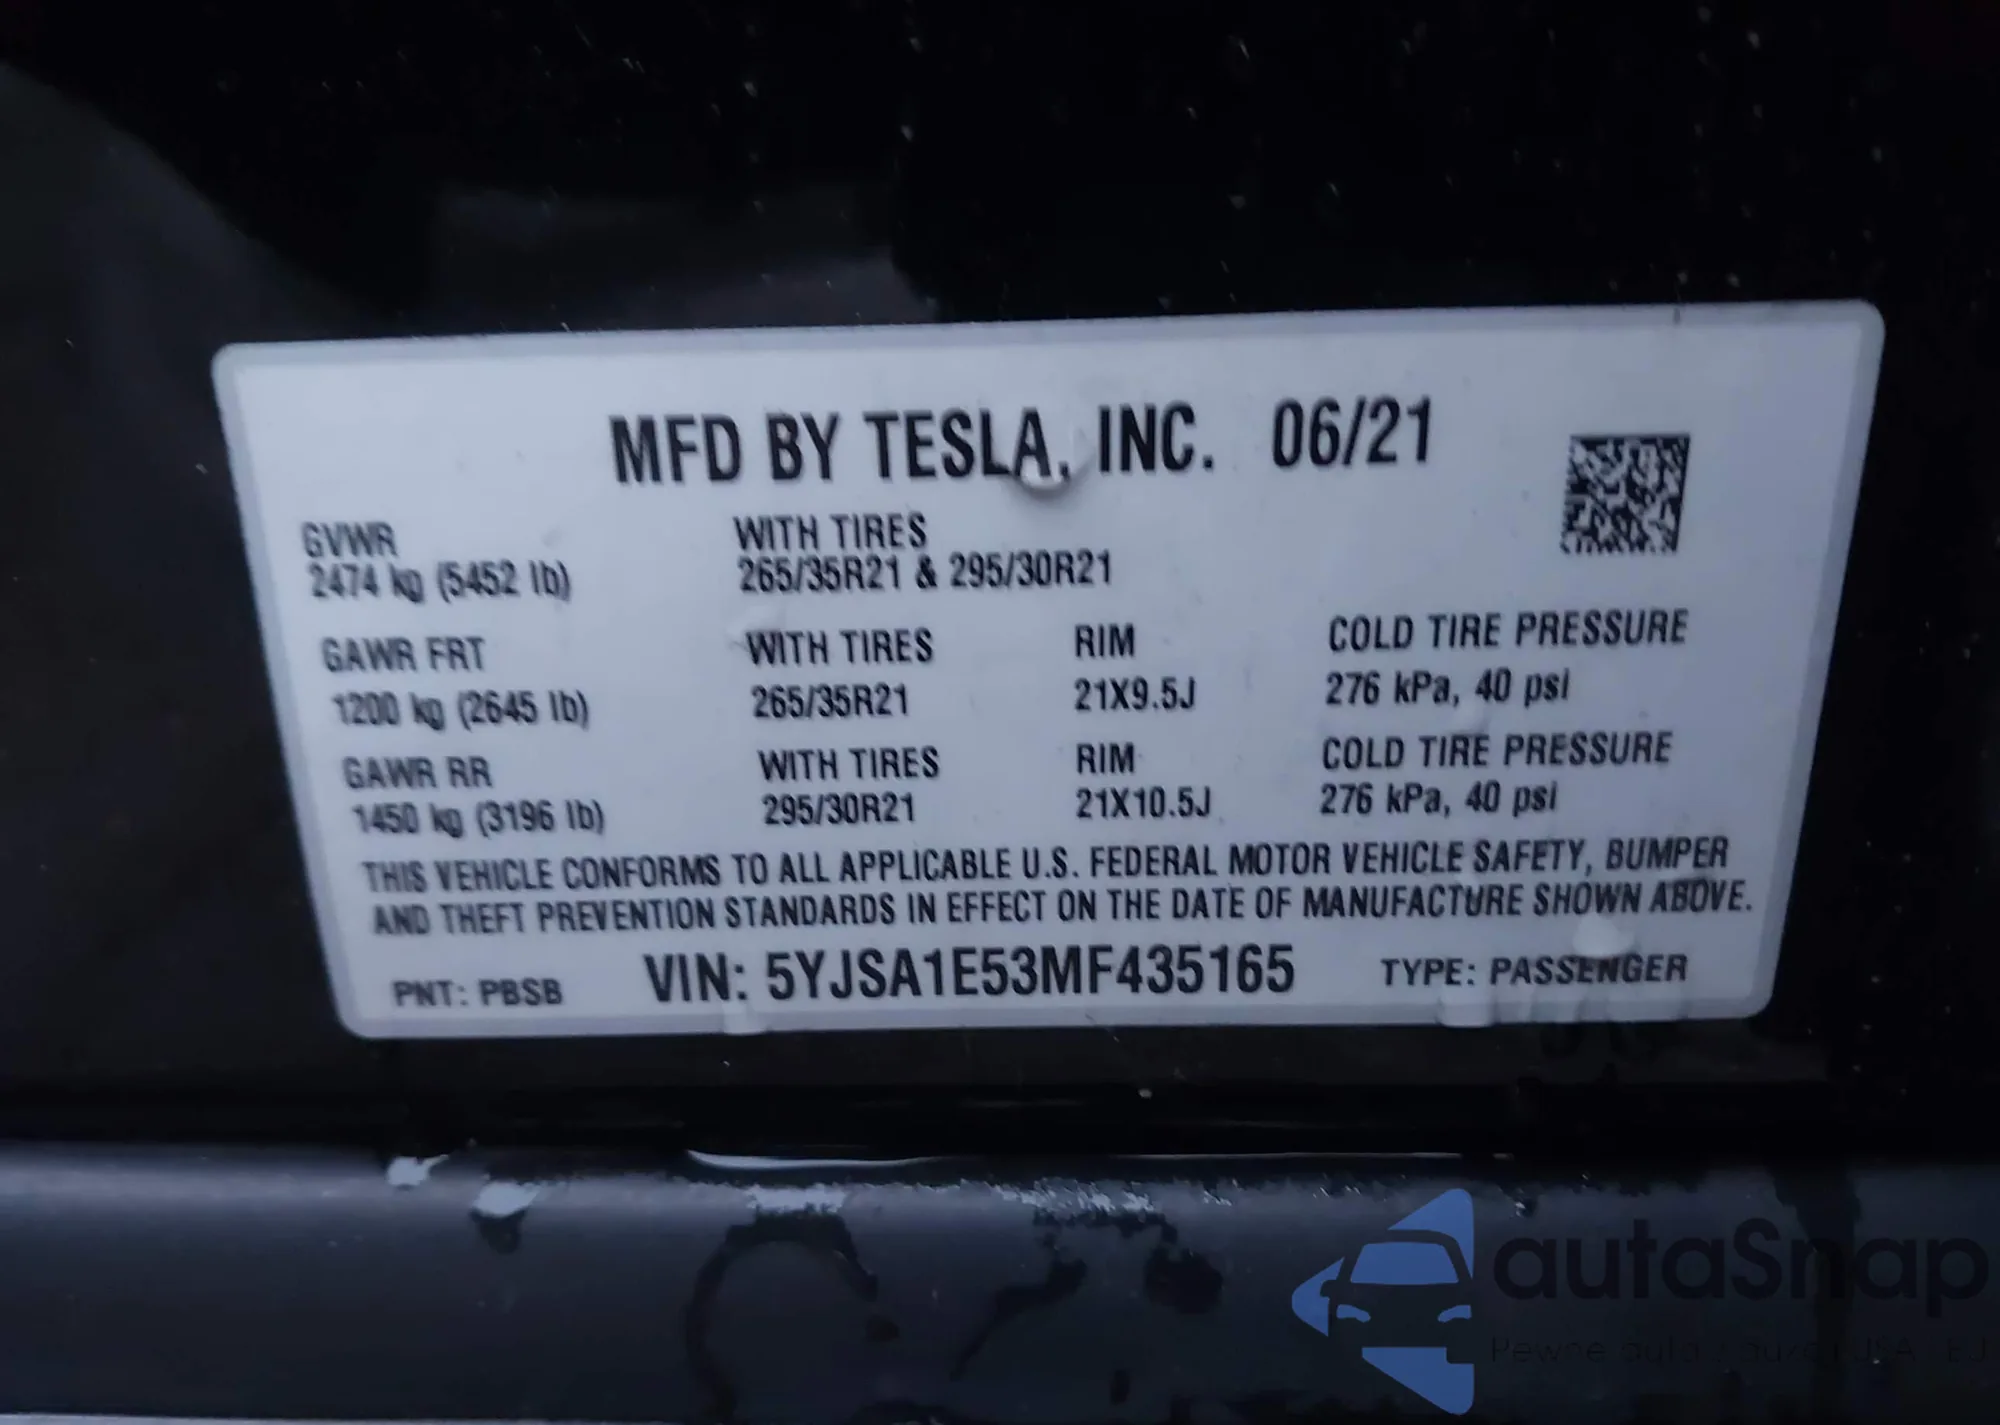 MFD BY TESLA, INC. 06/21
GVWR WITH TIRES
2474 kg (5452 lb) 265/35R21 & 295/30R21
GAWR FRT WITH TIRES RIM COLD TIRE PRESSURE
1200 kg (2645 lb) 265/35R21 21X9.5J 276 kPa, 40 psi
GAWR RR WITH TIRES RIM COLD TIRE PRESSURE
1450 kg (3196 lb) 295/30R21 21X10.5J 276 kPa, 40 psi
THIS VEHICLE CONFORMS TO ALL APPLICABLE U.S. FEDERAL MOTOR VEHICLE SAFETY, BUMPER
AND THEFT PREVENTION STANDARDS IN EFFECT ON THE DATE OF MANUFACTURE SHOWN ABOVE.
PNT: PBSB VIN: 5YJSA1E53MF435165 TYPE: PASSENGER
autaSnap
Pewne auta z USA